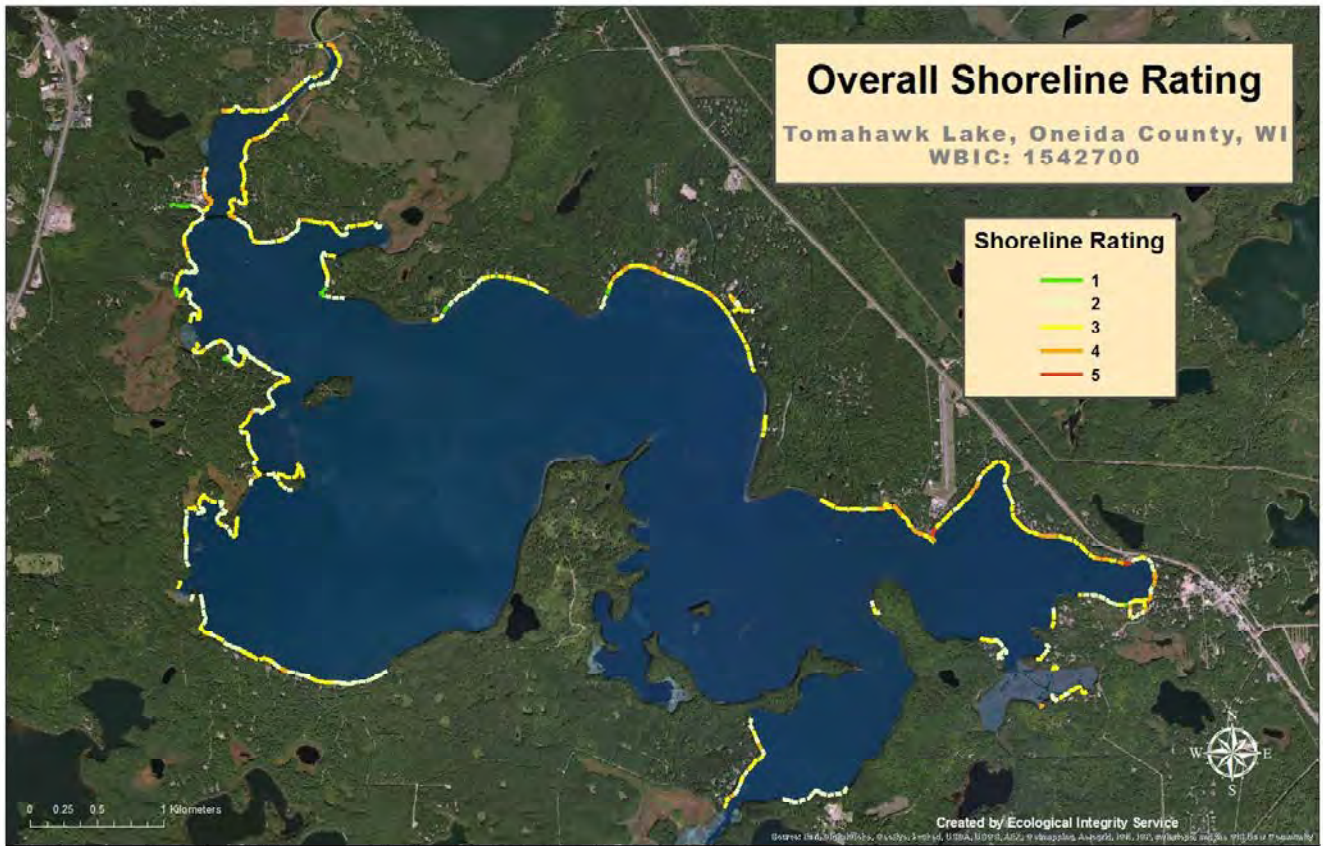 Overall Shoreline Rating
Tomahawk Lake, Oneida County, WI
WBIC: 1542700
Shoreline Rating
1
2
3
4
5
N
W E
S
0 0.25 0.5 1 Kilometers
Created by Ecological Integrity Service